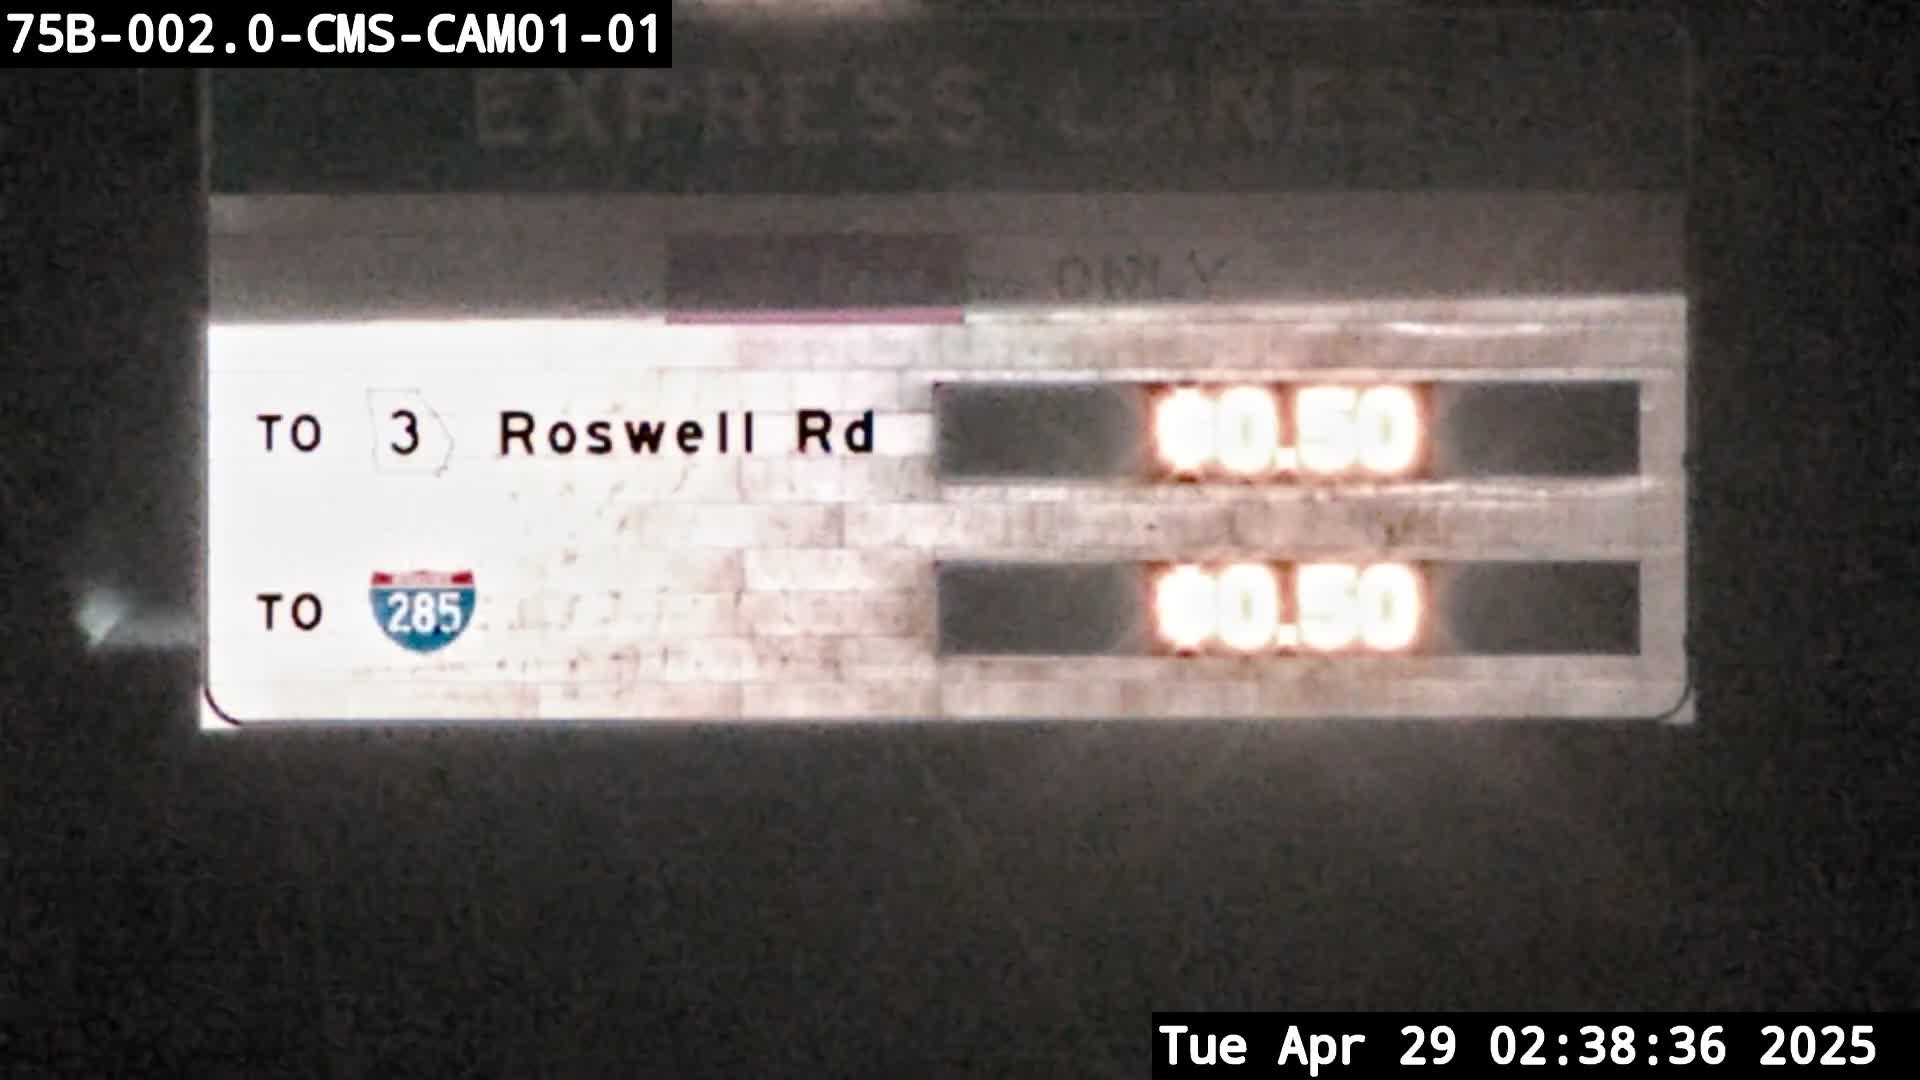 75B-002.0-CMS-CAM01-01
EXPRESS LANES
ONLY
TO 3 Roswell Rd $0.50
TO 285 $0.50
Tue Apr 29 02:38:36 2025